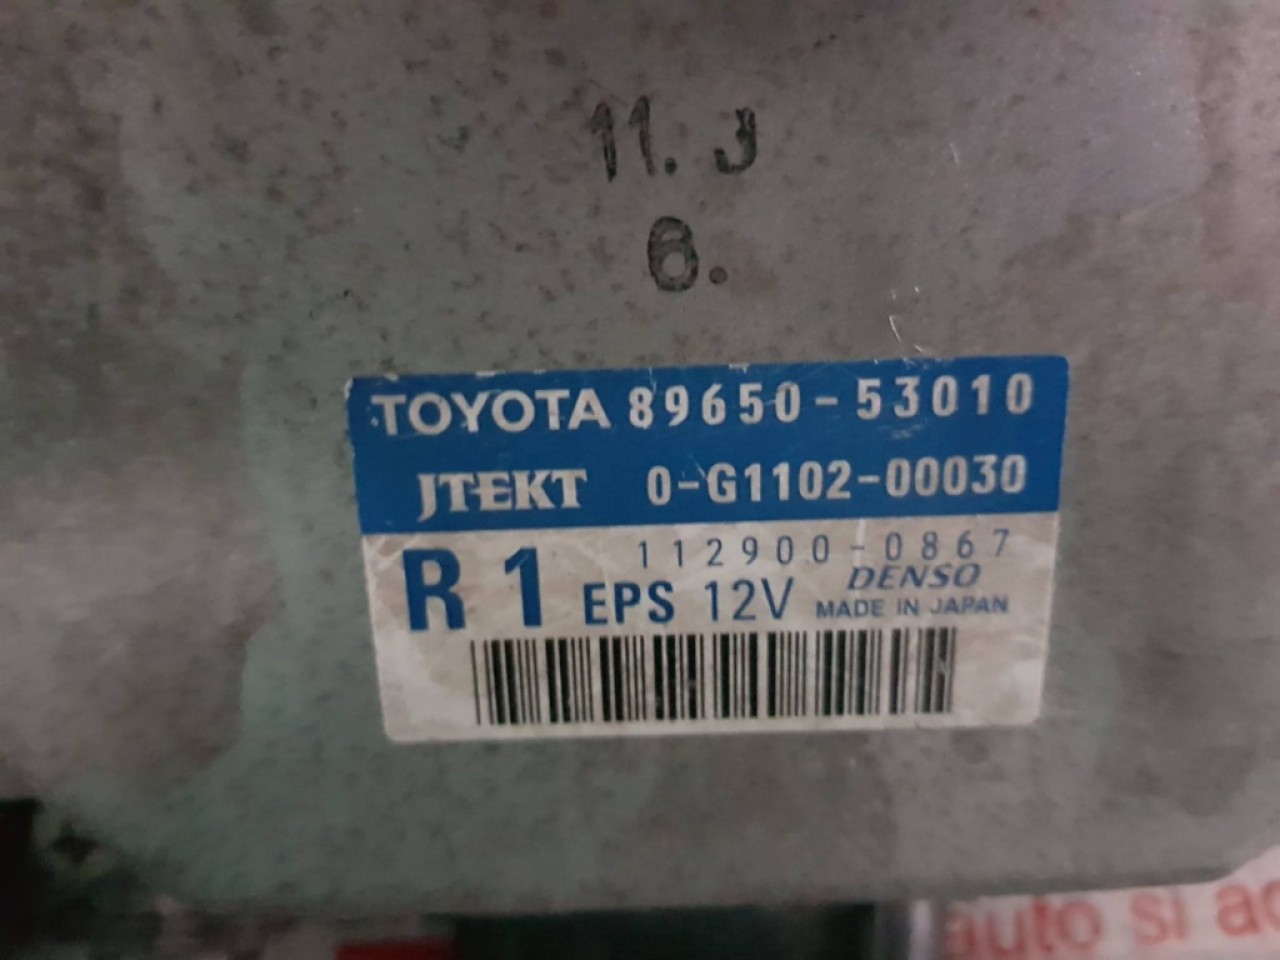 11. J
6.
TOYOTA 89650-53010
JTEKT 0-G1102-00030
R1 112900-0867
EPS 12V DENSO
MADE IN JAPAN
auto si